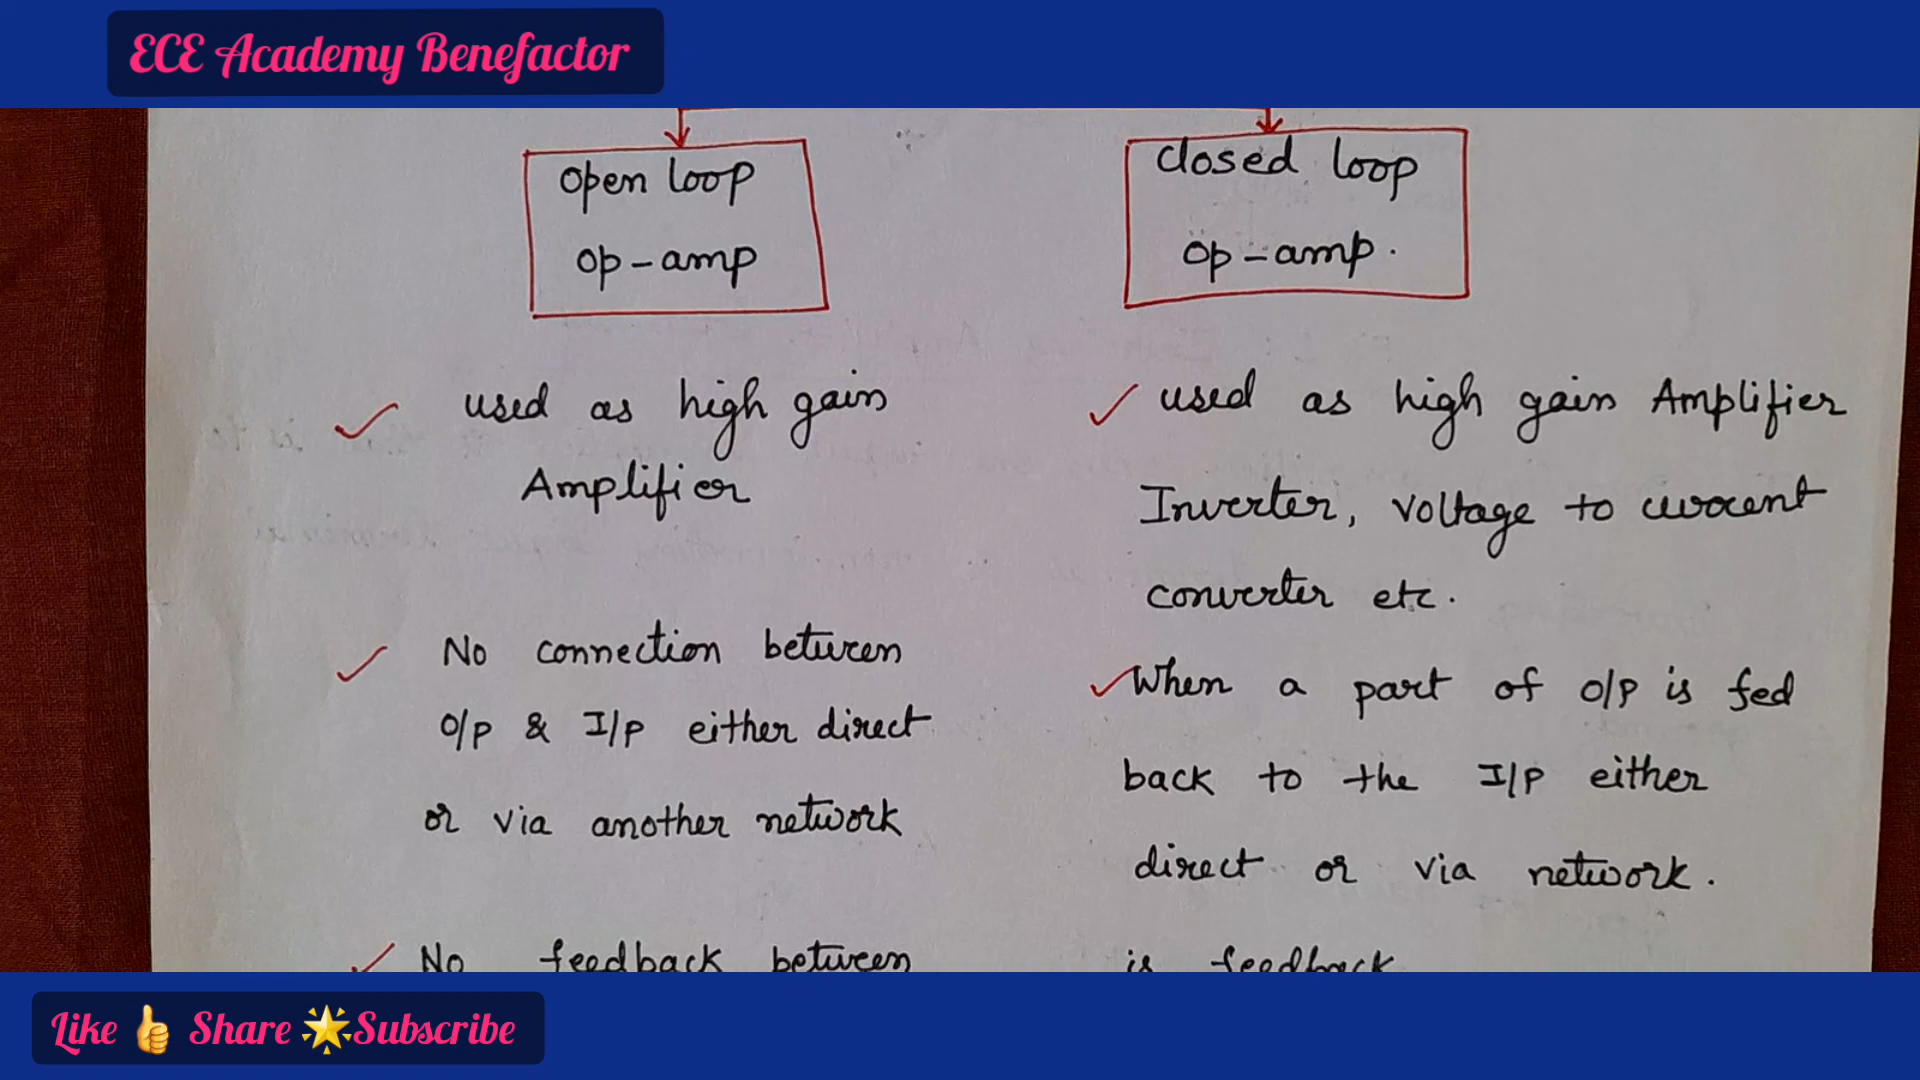 ECE Academy Benefactor
open loop
op-amp
used as high gain
Amplifier
No connection between
O/p & I/p either direct
or via another network
No feedback between
closed loop
op-amp.
used as high gain Amplifier
Inverter, voltage to current
converter etc.
When a part of o/p is fed
back to the I/p either
direct or via network.
is feedback
Like 👍 Share 🌟Subscribe